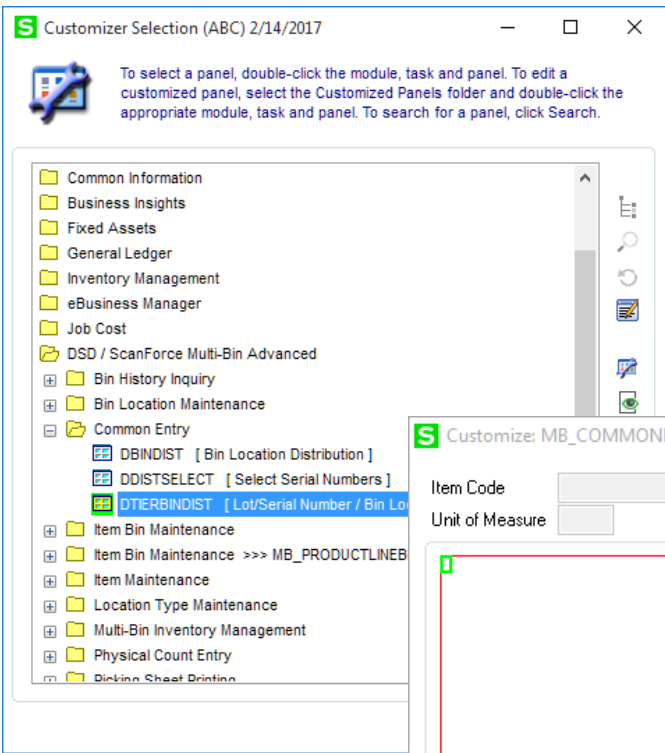 S Customizer Selection (ABC) 2/14/2017
To select a panel, double-click the module, task and panel. To edit a
customized panel, select the Customized Panels folder and double-click the
appropriate module, task and panel. To search for a panel, click Search.
Common Information
Business Insights
Fixed Assets
General Ledger
Inventory Management
eBusiness Manager
Job Cost
DSD / ScanForce Multi-Bin Advanced
Bin History Inquiry
Bin Location Maintenance
Common Entry
DBINDIST [ Bin Location Distribution ]
DDISTSELECT [ Select Serial Numbers ]
DTIERBINDIST [ Lot/Serial Number / Bin Lo
Item Bin Maintenance
Item Bin Maintenance >>> MB_PRODUCTLINEB
Item Maintenance
Location Type Maintenance
Multi-Bin Inventory Management
Physical Count Entry
Picking Sheet Printing
S Customize: MB_COMMON
Item Code
Unit of Measure